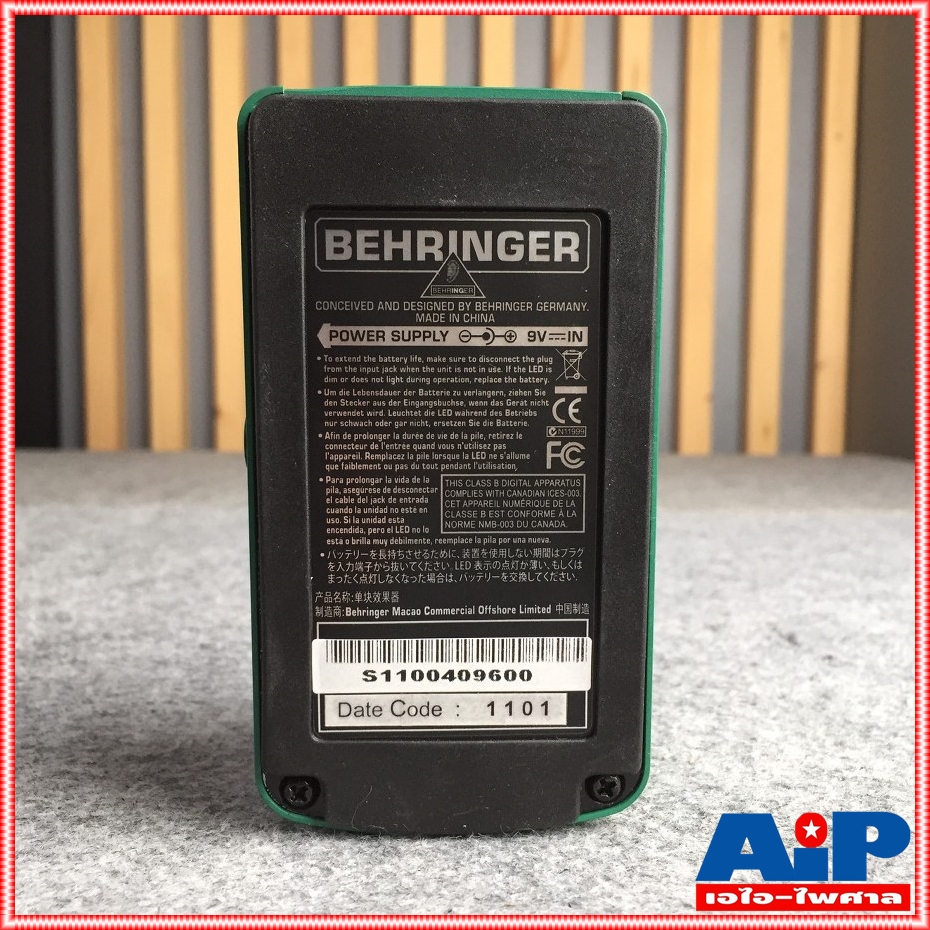 BEHRINGER
BEHRINGER
CONCEIVED AND DESIGNED BY BEHRINGER GERMANY.
MADE IN CHINA
POWER SUPPLY 9V IN
• To extend the battery life, make sure to disconnect the plug
from the input jack when the unit is not in use. If the LED is
dim or does not light during operation, replace the battery.
• Um die Lebensdauer der Batterie zu verlangern, ziehen Sie
den Stecker aus der Eingangsbuchse, wenn das Gerät nicht
verwendet wird. Leuchtet die LED während des Betriebs
nur schwach oder gar nicht, ersetzen Sie die Batterie.
CE
N11999
FC
• Afin de prolonger la durée de vie de la pile, retirez le
connecteur de l'entrée quand vous n'utilisez pas
l'appareil. Remplacez la pile lorsque la LED ne s'allume
que faiblement ou pas du tout pendant l'utilisation.
• Para prolongar la vida de la
pila, asegúrese de desconectar
el cable del jack de entrada
cuando la unidad no esté en
uso. Si la unidad esta
encendida, pero el LED no lo
está o brilla muy débilmente, reemplace la pila por una nueva.
THIS CLASS B DIGITAL APPARATUS
COMPLIES WITH CANADIAN ICES-003.
CET APPAREIL NUMÉRIQUE DE LA
CLASSE B EST CONFORME À LA
NORME NMB-003 DU CANADA.
• バッテリーを長持ちさせるために、装置を使用しない期間はプラグ
を入力端子から抜いてください. LED 表示の点灯が薄い、もしくは
まったく点灯しなくなった場合は、バッテリーを交換してください.
产品名称:单块效果器
制造商:Behringer Macao Commercial Offshore Limited 中国制造
S1100409600
Date Code : 1101
AiP
เอไอ-ไพศาล